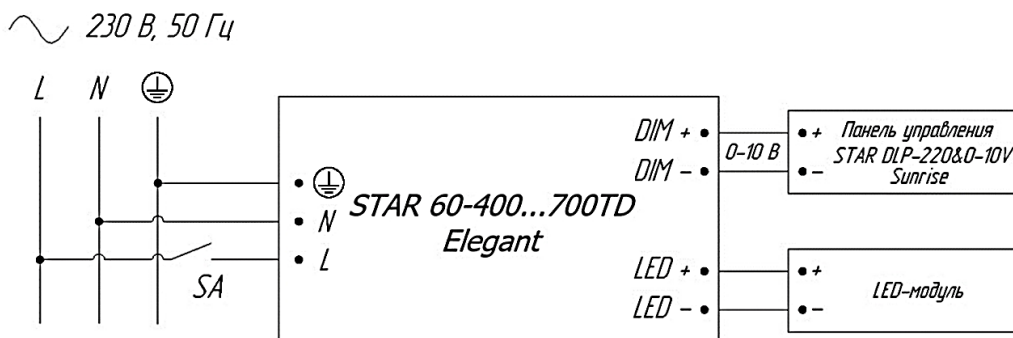 230 В, 50 Гц
L N
DIM +
DIM –
0-10 В
+ Панель управления
STAR DLP-220&0-10V
– Sunrise
N
L
STAR 60-400...700TD
Elegant
SA
LED +
LED –
+
LED-модуль
–